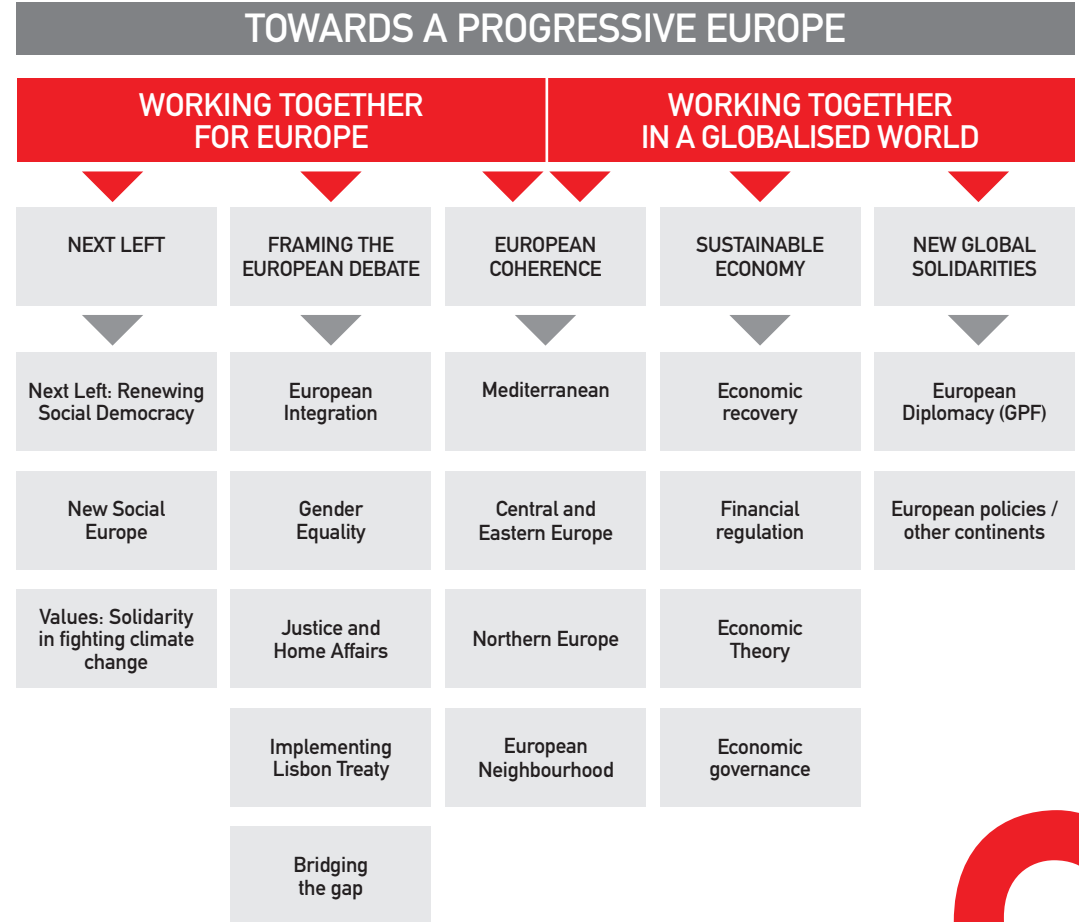 TOWARDS A PROGRESSIVE EUROPE
WORKING TOGETHER
FOR EUROPE
WORKING TOGETHER
IN A GLOBALISED WORLD
NEXT LEFT
FRAMING THE
EUROPEAN DEBATE
EUROPEAN
COHERENCE
SUSTAINABLE
ECONOMY
NEW GLOBAL
SOLIDARITIES
Next Left: Renewing
Social Democracy
European
Integration
Mediterranean
Economic
recovery
European
Diplomacy (GPF)
New Social
Europe
Gender
Equality
Central and
Eastern Europe
Financial
regulation
European policies /
other continents
Values: Solidarity
in fighting climate
change
Justice and
Home Affairs
Northern Europe
Economic
Theory
Implementing
Lisbon Treaty
European
Neighbourhood
Economic
governance
Bridging
the gap